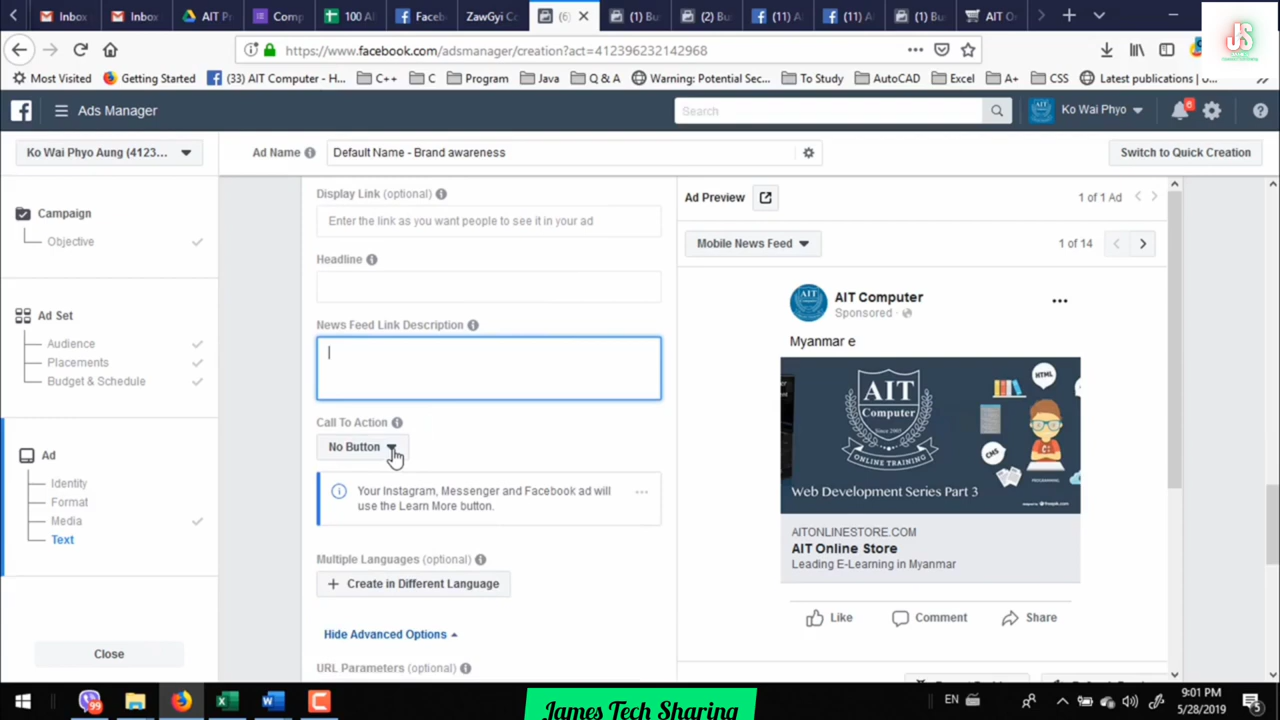 Inbox
Inbox
AIT P
Comp
100 A
Faceb
ZawGyi C
(6)
(1) Bu
(2) Bu
(11) A
(11) A
(1) Bu
AIT O
JS
https://www.facebook.com/adsmanager/creation?act=412396232142968
Most Visited
Getting Started
(33) AIT Computer - H...
C++
C
Program
Java
Q & A
Warning: Potential Sec...
To Study
AutoCAD
Excel
A+
CSS
Latest publications | o...
Ads Manager
Search
Ko Wai Phyo
Ko Wai Phyo Aung (4123...
Ad Name
Default Name - Brand awareness
Switch to Quick Creation
Campaign
Objective
Ad Set
Audience
Placements
Budget & Schedule
Ad
Identity
Format
Media
Text
Close
Display Link (optional)
Enter the link as you want people to see it in your ad
Headline
News Feed Link Description
Call To Action
No Button
Your Instagram, Messenger and Facebook ad will
use the Learn More button.
Multiple Languages (optional)
+ Create in Different Language
Hide Advanced Options
URL Parameters (optional)
Ad Preview
1 of 1 Ad
Mobile News Feed
1 of 14
AIT Computer
Sponsored
Myanmar e
AIT
Computer
Since 2005
ONLINE TRAINING
HTML
CMS
PROGRAMMING
Web Development Series Part 3
AITONLINESTORE.COM
AIT Online Store
Leading E-Learning in Myanmar
Like
Comment
Share
99
EN
9:01 PM
5/28/2019
5
James Tech Sharing